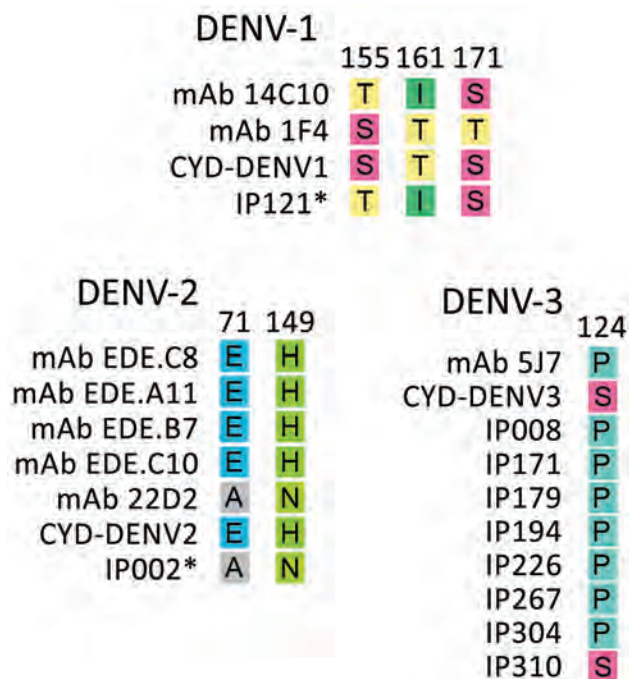 DENV-1
155 161 171
mAb 14C10 T I S
mAb 1F4 S T T
CYD-DENV1 S T S
IP121* T I S
DENV-2
71 149
mAb EDE.C8 E H
mAb EDE.A11 E H
mAb EDE.B7 E H
mAb EDE.C10 E H
mAb 22D2 A N
CYD-DENV2 E H
IP002* A N
DENV-3
124
mAb 5J7 P
CYD-DENV3 S
IP008 P
IP171 P
IP179 P
IP194 P
IP226 P
IP267 P
IP304 P
IP310 S